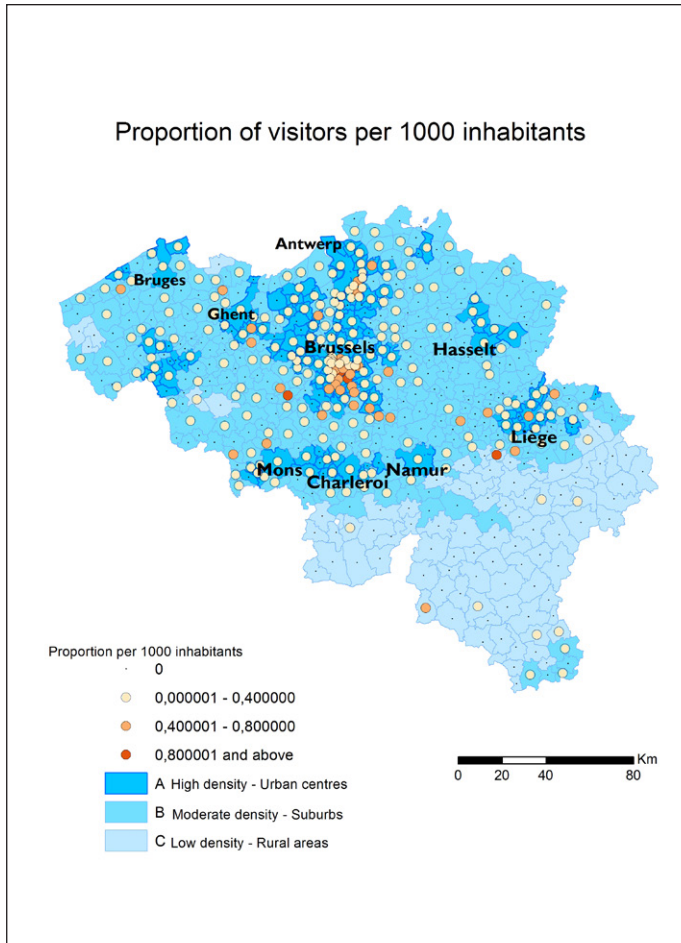 Proportion of visitors per 1000 inhabitants
Antwerp
Bruges
Ghent
Brussels
Hasselt
Liège
Mons
Namur
Charleroi
Proportion per 1000 inhabitants
0
0,000001 - 0,400000
0,400001 - 0,800000
0,800001 and above
A High density - Urban centres
B Moderate density - Suburbs
C Low density - Rural areas
Km
0 20 40 80